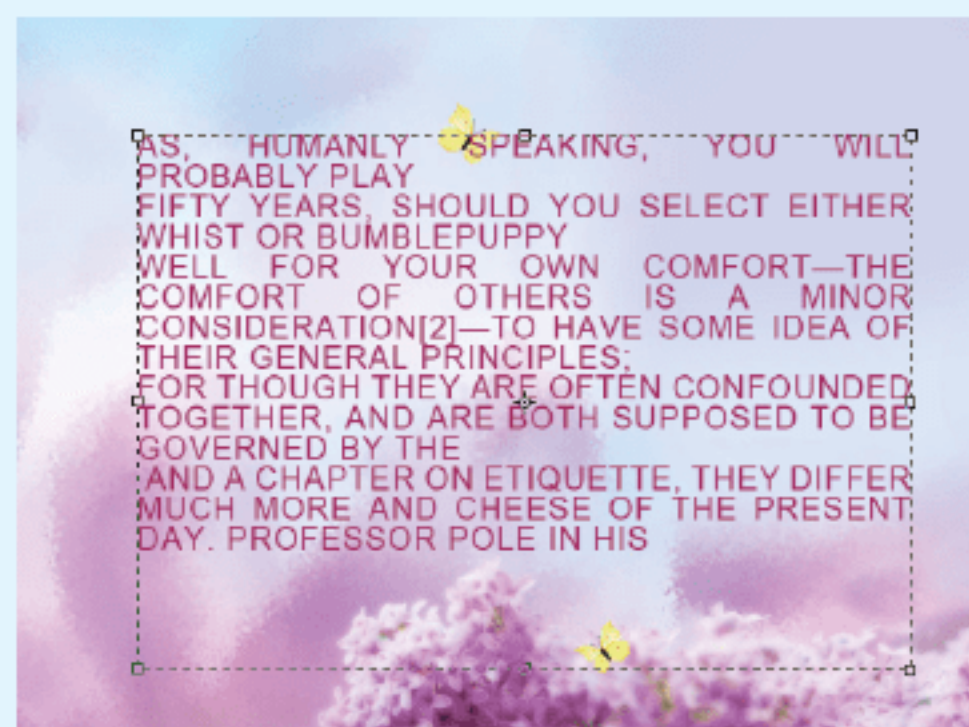 AS, HUMANLY SPEAKING, YOU WILL
PROBABLY PLAY
FIFTY YEARS, SHOULD YOU SELECT EITHER
WHIST OR BUMBLEPUPPY
WELL FOR YOUR OWN COMFORT—THE
COMFORT OF OTHERS IS A MINOR
CONSIDERATION[2]—TO HAVE SOME IDEA OF
THEIR GENERAL PRINCIPLES;
FOR THOUGH THEY ARE OFTEN CONFOUNDED
TOGETHER, AND ARE BOTH SUPPOSED TO BE
GOVERNED BY THE
AND A CHAPTER ON ETIQUETTE, THEY DIFFER
MUCH MORE AND CHEESE OF THE PRESENT
DAY. PROFESSOR POLE IN HIS